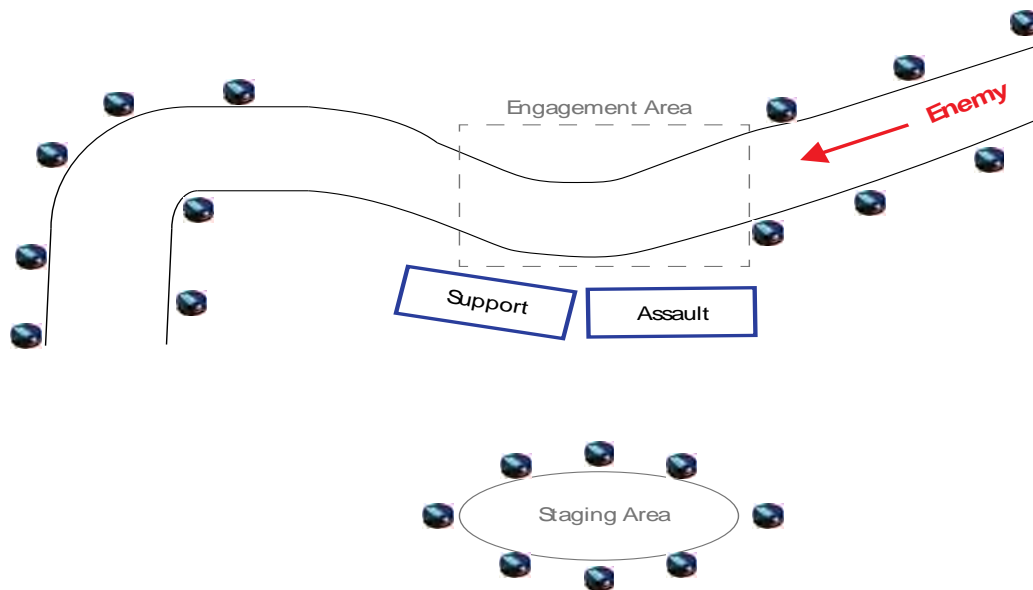 Engagement Area
Enemy
Support
Assault
Staging Area